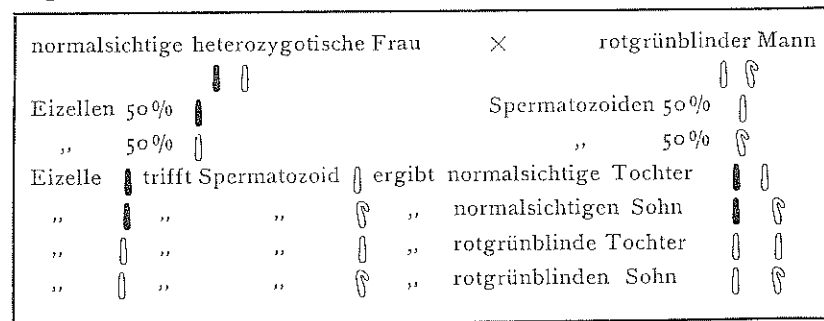 normalsichtige heterozygotische Frau × rotgrünblinder Mann
Eizellen 50% Spermatozoiden 50%
„ 50% „ 50%
Eizelle trifft Spermatozoid ergibt normalsichtige Tochter
„ „ „ „ normalsichtigen Sohn
„ „ „ „ rotgrünblinde Tochter
„ „ „ „ rotgrünblinden Sohn